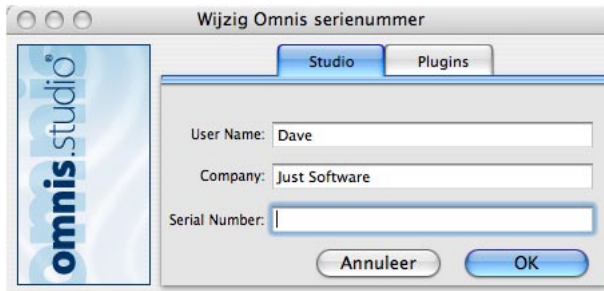 Wijzig Omnis serienummer
omnis.studio®
Studio
Plugins
User Name: Dave
Company: Just Software
Serial Number:
Annuleer
OK